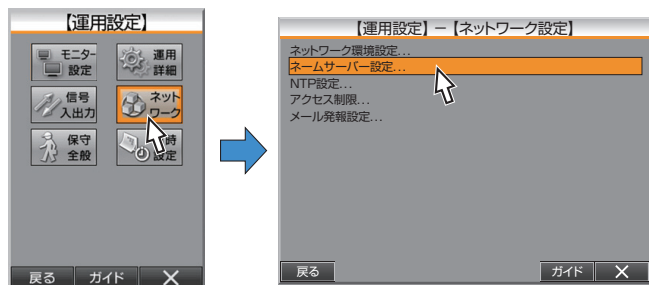 【運用設定】
モニター
設定
運用
詳細
信号
入出力
ネット
ワーク
保守
全般
時
設定
戻る ガイド ✕
【運用設定】－【ネットワーク設定】
ネットワーク環境設定...
ネームサーバー設定...
NTP設定...
アクセス制限...
メール発報設定...
戻る ガイド ✕